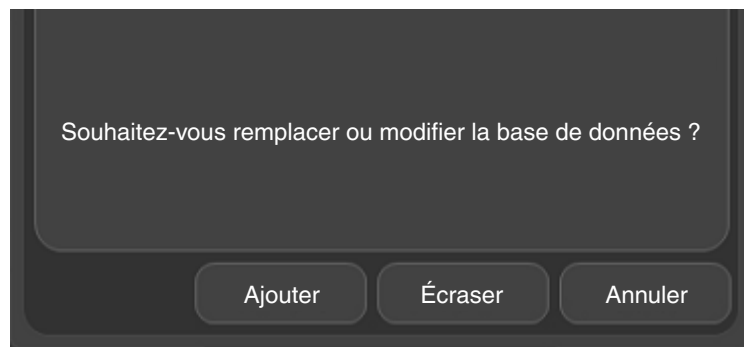 Souhaitez-vous remplacer ou modifier la base de données ?
Ajouter Écraser Annuler